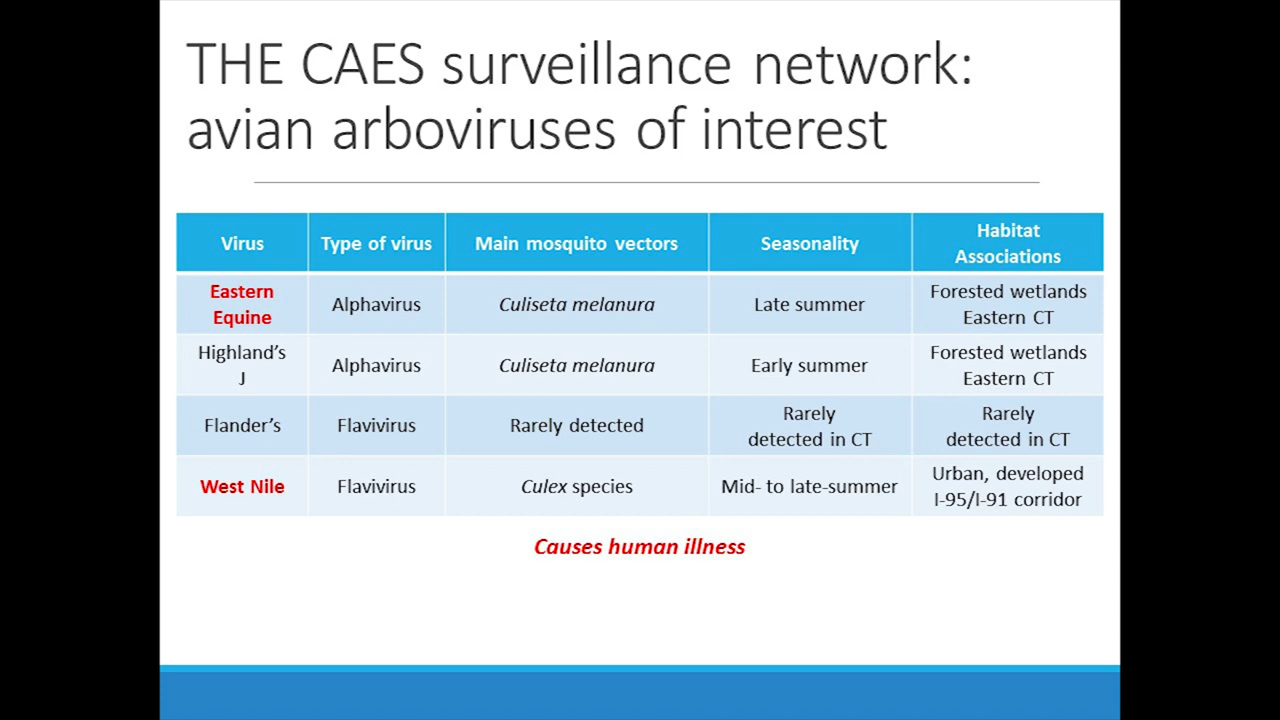 THE CAES surveillance network:
avian arboviruses of interest
Virus
Type of virus
Main mosquito vectors
Seasonality
Habitat
Associations
Eastern
Equine
Alphavirus
Culiseta melanura
Late summer
Forested wetlands
Eastern CT
Highland's
J
Alphavirus
Culiseta melanura
Early summer
Forested wetlands
Eastern CT
Flander's
Flavivirus
Rarely detected
Rarely
detected in CT
Rarely
detected in CT
West Nile
Flavivirus
Culex species
Mid- to late-summer
Urban, developed
I-95/I-91 corridor
Causes human illness